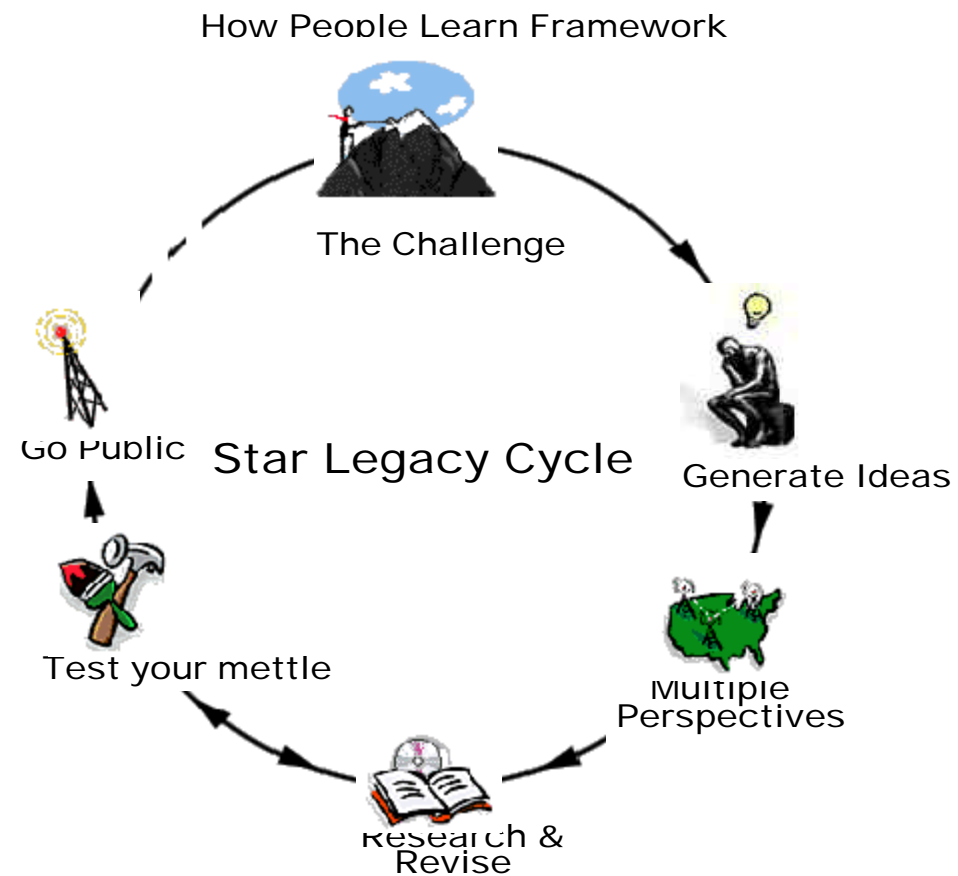 How People Learn Framework
The Challenge
Generate Ideas
Multiple
Perspectives
Research &
Revise
Test your mettle
Go Public
Star Legacy Cycle